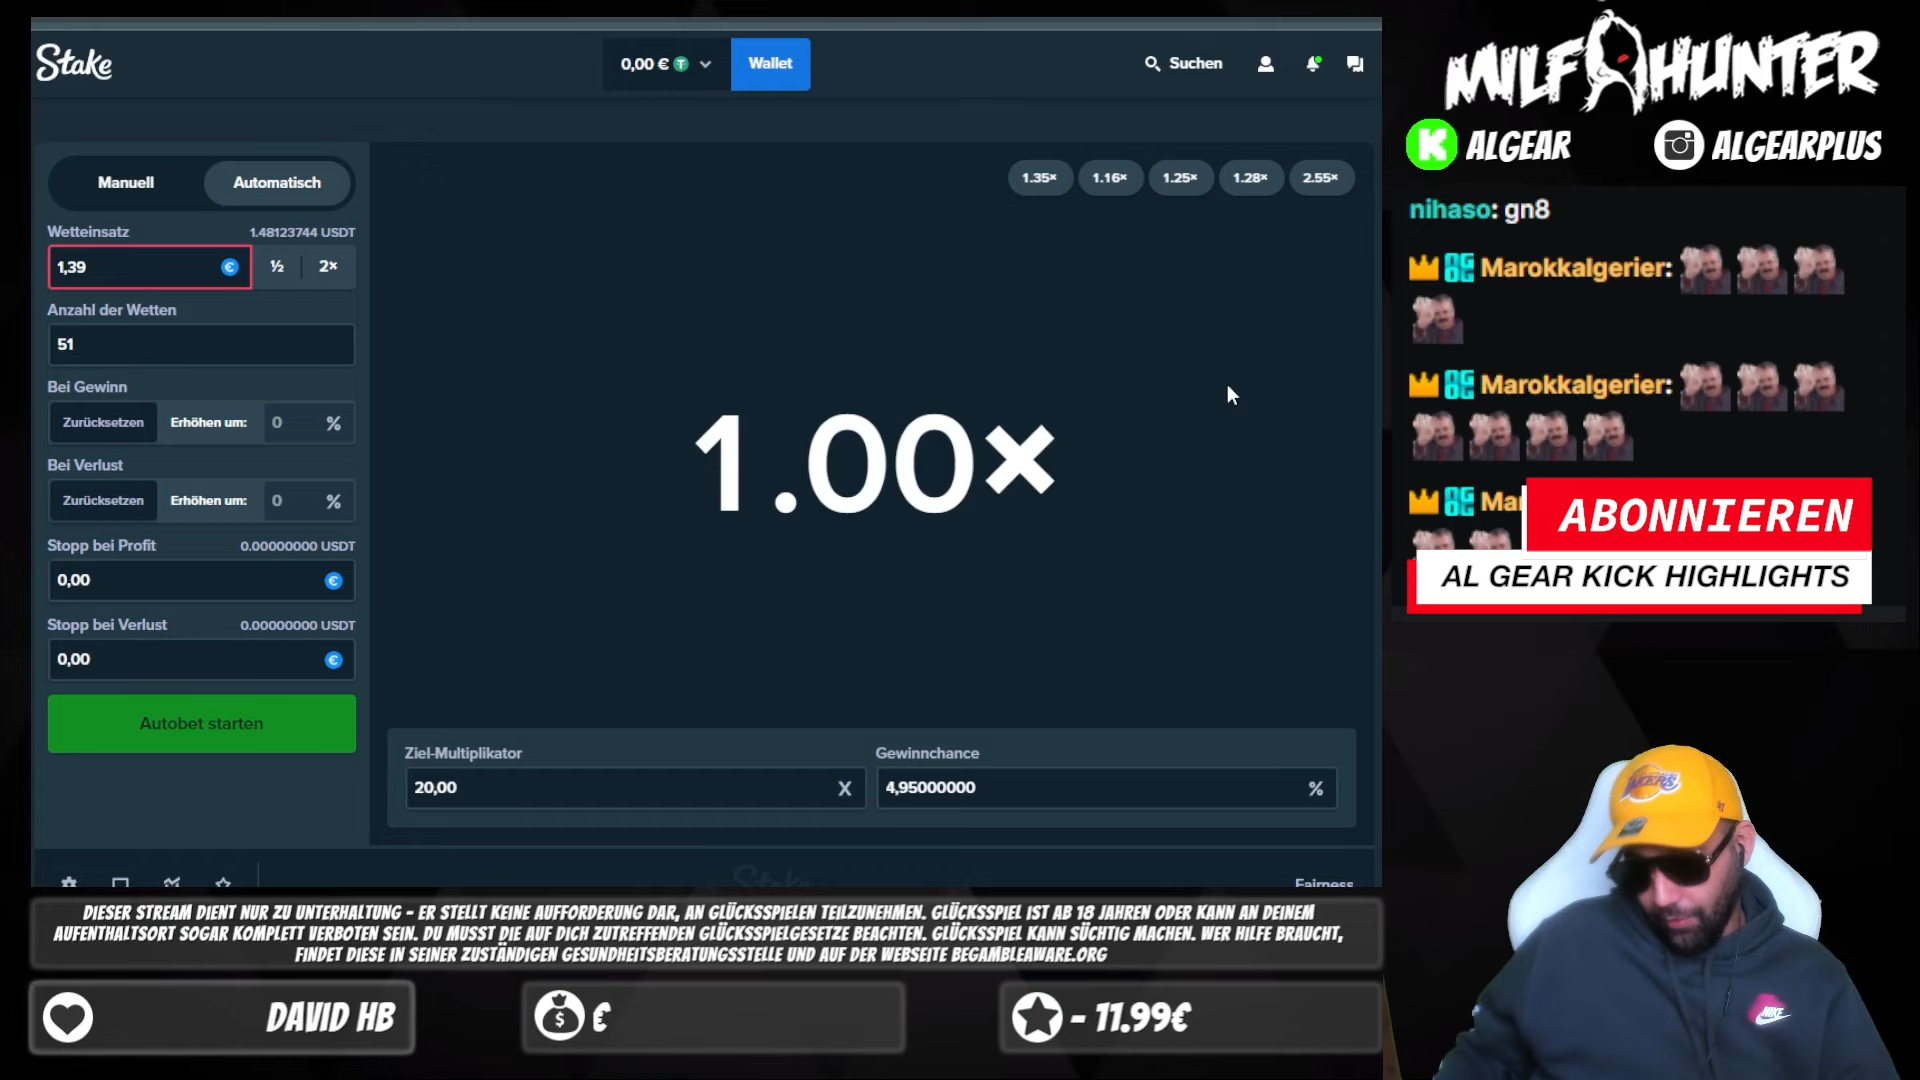 Stake
0,00 €
Wallet
Suchen
Manuell
Automatisch
1.35×
1.16×
1.25×
1.28×
2.55×
Wetteinsatz
1.48123744 USDT
1,39
½
2×
Anzahl der Wetten
51
Bei Gewinn
Zurücksetzen
Erhöhen um:
0
%
Bei Verlust
Zurücksetzen
Erhöhen um:
0
%
Stopp bei Profit
0.00000000 USDT
0,00
Stopp bei Verlust
0.00000000 USDT
0,00
Autobet starten
1.00×
Ziel-Multiplikator
20,00
X
Gewinnchance
4,95000000
%
Stake
Fairness
MILF HUNTER
K ALGEAR
ALGEARPLUS
nihaso: gn8
OG Marokkalgerier:
OG Marokkalgerier:
OG Mar
ABONNIEREN
AL GEAR KICK HIGHLIGHTS
LAKERS
NIKE
DIESER STREAM DIENT NUR ZU UNTERHALTUNG - ER STELLT KEINE AUFFORDERUNG DAR, AN GLÜCKSSPIELEN TEILZUNEHMEN. GLÜCKSSPIEL IST AB 18 JAHREN ODER KANN AN DEINEM
AUFENTHALTSORT SOGAR KOMPLETT VERBOTEN SEIN. DU MUSST DIE AUF DICH ZUTREFFENDEN GLÜCKSSPIELGESETZE BEACHTEN. GLÜCKSSPIEL KANN SÜCHTIG MACHEN. WER HILFE BRAUCHT,
FINDET DIESE IN SEINER ZUSTÄNDIGEN GESUNDHEITSBERATUNGSSTELLE UND AUF DER WEBSEITE BEGAMBLEAWARE.ORG
DAVID HB
€
- 11.99€